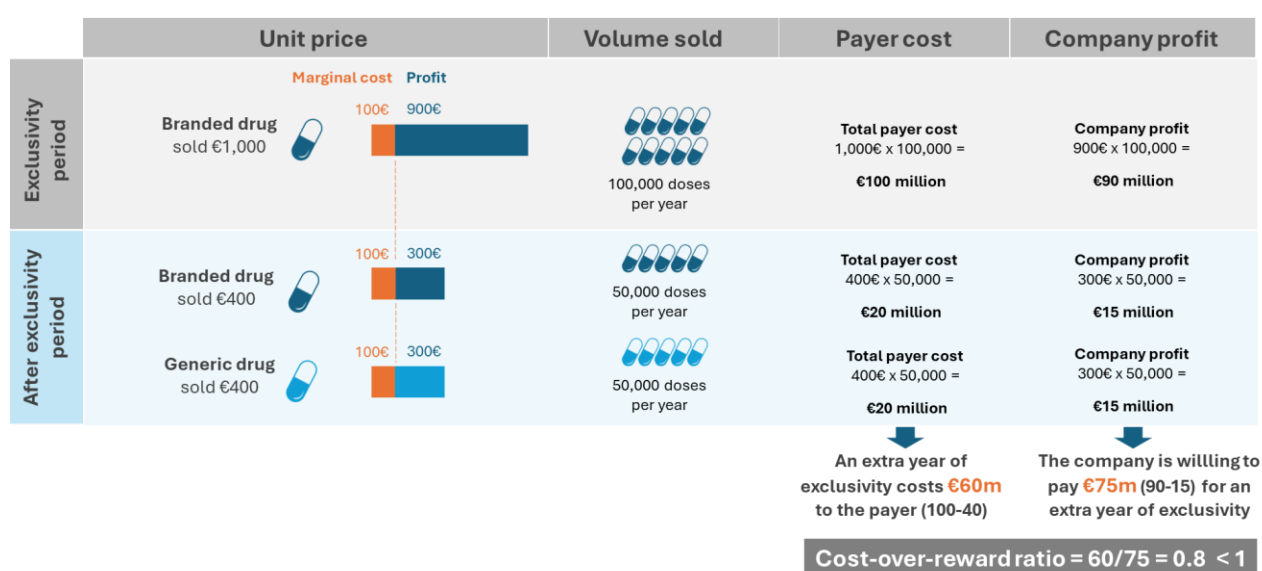 Unit price
Volume sold
Payer cost
Company profit
Exclusivity
period
Marginal cost Profit
100€ 900€
Branded drug
sold €1,000
100,000 doses
per year
Total payer cost
1,000€ x 100,000 =
€100 million
Company profit
900€ x 100,000 =
€90 million
After exclusivity
period
100€ 300€
Branded drug
sold €400
50,000 doses
per year
Total payer cost
400€ x 50,000 =
€20 million
Company profit
300€ x 50,000 =
€15 million
100€ 300€
Generic drug
sold €400
50,000 doses
per year
Total payer cost
400€ x 50,000 =
€20 million
Company profit
300€ x 50,000 =
€15 million
An extra year of
exclusivity costs €60m
to the payer (100-40)
The company is willling to
pay €75m (90-15) for an
extra year of exclusivity
Cost-over-reward ratio = 60/75 = 0.8 < 1